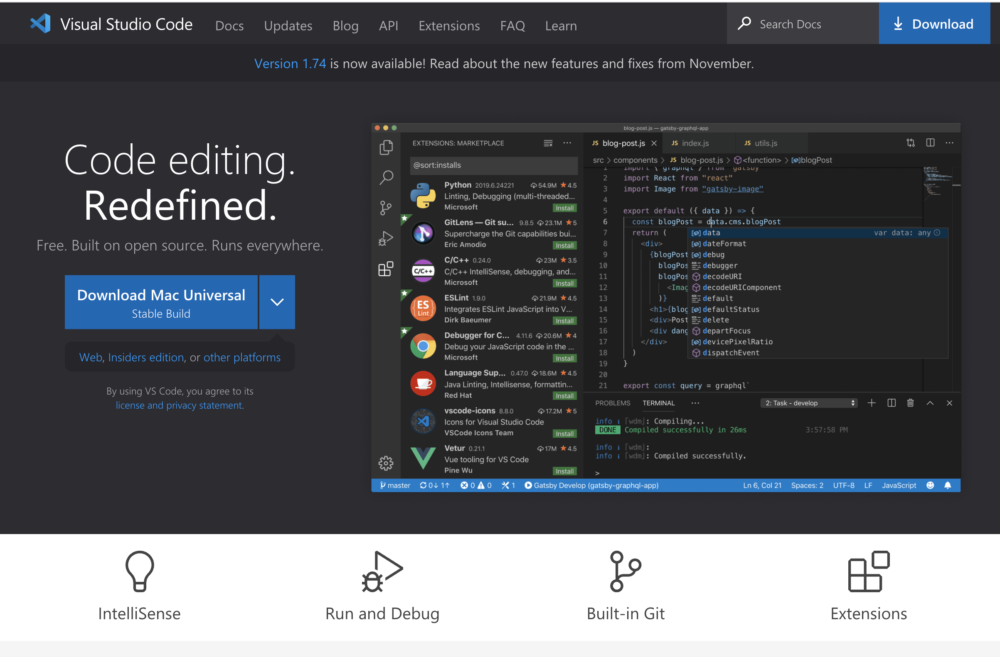 Visual Studio Code Docs Updates Blog API Extensions FAQ Learn Search Docs Download
Version 1.74 is now available! Read about the new features and fixes from November.
Code editing.
Redefined.
Free. Built on open source. Runs everywhere.
Download Mac Universal
Stable Build
Web, Insiders edition, or other platforms
By using VS Code, you agree to its
license and privacy statement.
blog-post.js — gatsby-graphql-app
EXTENSIONS: MARKETPLACE
@sort:installs
Python 2019.6.24221 54.9M 4.5
Linting, Debugging (multi-threaded...
Microsoft Install
GitLens — Git su... 9.8.5 23.1M 5
Supercharge the Git capabilities bui...
Eric Amodio Install
C/C++
C/C++ 0.24.0 23M 3.5
C/C++ IntelliSense, debugging, and...
Microsoft Install
ES
Lint
ESLint 1.9.0 21.9M 4.5
Integrates ESLint JavaScript into V...
Dirk Baeumer Install
Debugger for C... 4.11.6 20.6M 4
Debug your JavaScript code in the ...
Microsoft Install
Language Sup... 0.47.0 18.6M 4.5
Java Linting, Intellisense, formattin...
Red Hat Install
vscode-icons 8.8.0 17.2M 5
Icons for Visual Studio Code
VSCode Icons Team Install
Vetur 0.21.1 17M 4.5
Vue tooling for VS Code
Pine Wu Install
JS blog-post.js JS index.js JS utils.js
src > components > JS blog-post.js > <function> > blogPost
1 import { graphql } from "gatsby"
2 import React from "react"
3 import Image from "gatsby-image"
4
5 export default ({ data }) => {
6 const blogPost = data.cms.blogPost
7 return (
8 <div>
9 {blogPost
10 blogPos
11 blogPos
12 <Imag
13 )}
14 <h1>{blog
15 <div>Post
16 <div dang
17 </div>
18 )
19 }
20
21 export const query = graphql`
data var data: any
dateFormat
debug
debugger
decodeURI
decodeURIComponent
default
defaultStatus
delete
departFocus
devicePixelRatio
dispatchEvent
PROBLEMS TERMINAL ... 2: Task - develop
info i ｢wdm｣: Compiling...
DONE Compiled successfully in 26ms 3:57:58 PM
info i ｢wdm｣:
info i ｢wdm｣: Compiled successfully.
>
master 0↓ 1↑ 0 0 1 Gatsby Develop (gatsby-graphql-app) Ln 6, Col 21 Spaces: 2 UTF-8 LF JavaScript
IntelliSense Run and Debug Built-in Git Extensions